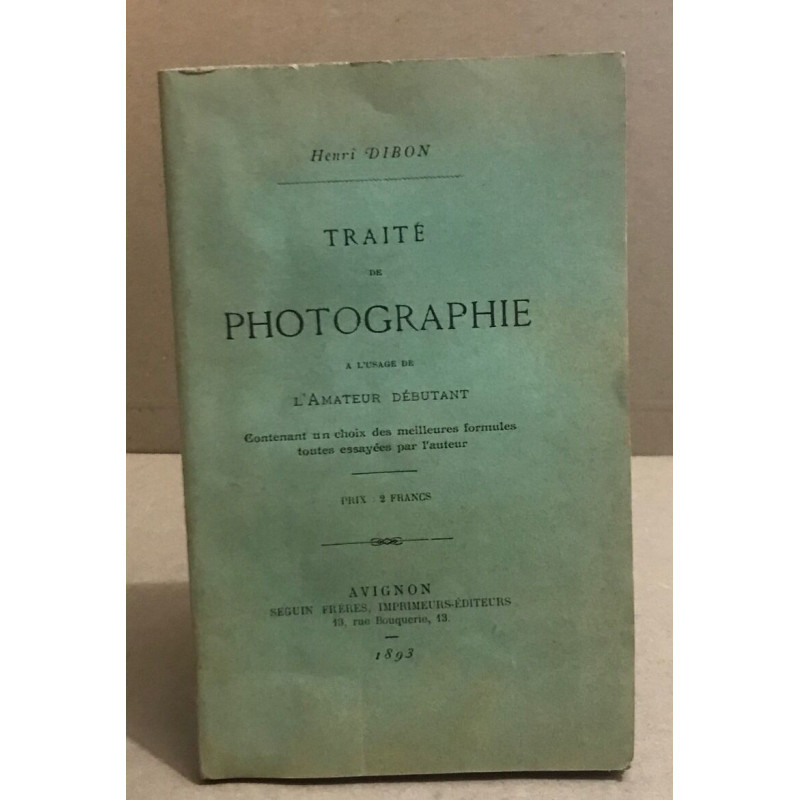 Henri DIBON
TRAITÉ
DE
PHOTOGRAPHIE
A L'USAGE DE
L'AMATEUR DÉBUTANT
Contenant un choix des meilleures formules
toutes essayées par l'auteur
PRIX : 2 FRANCS
AVIGNON
SEGUIN FRÈRES, IMPRIMEURS-ÉDITEURS
13, rue Bouquerie, 13
1893